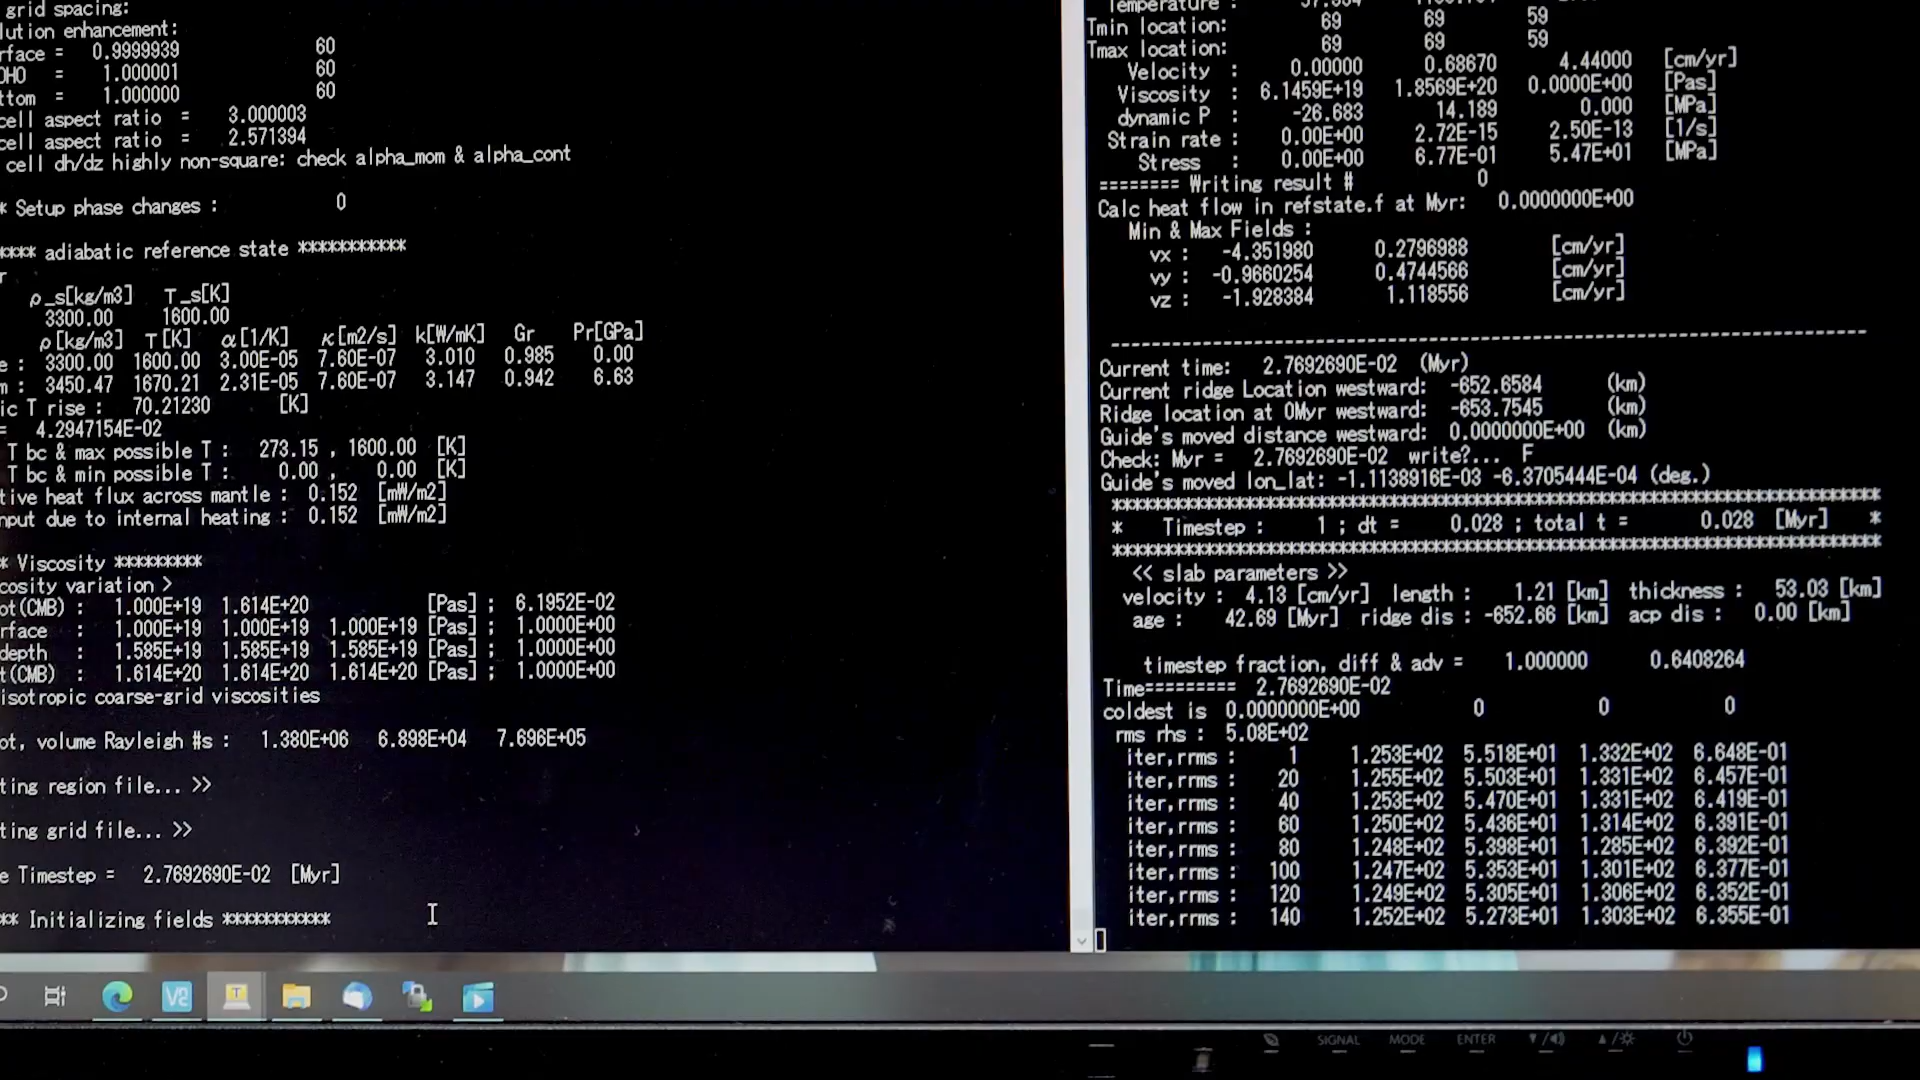 grid spacing:
lution enhancement:
rface = 0.9999939 60
OHO = 1.000001 60
ttom = 1.000000 60
cell aspect ratio = 3.000003
cell aspect ratio = 2.571394
cell dh/dz highly non-square: check alpha_mom & alpha_cont
* Setup phase changes : 0
**** adiabatic reference state ***********
r
ρ_s[kg/m3] T_s[K]
3300.00 1600.00
ρ[kg/m3] T[K] α[1/K] κ[m2/s] k[W/mK] Gr Pr[GPa]
e : 3300.00 1600.00 3.00E-05 7.60E-07 3.010 0.985 0.00
m : 3450.47 1670.21 2.31E-05 7.60E-07 3.147 0.942 6.63
ic T rise : 70.21230 [K]
= 4.2947154E-02
T bc & max possible T : 273.15 , 1600.00 [K]
T bc & min possible T : 0.00 , 0.00 [K]
tive heat flux across mantle : 0.152 [mW/m2]
nput due to internal heating : 0.152 [mW/m2]
* Viscosity *********
cosity variation >
ot(CMB) : 1.000E+19 1.614E+20 [Pas] ; 6.1952E-02
rface : 1.000E+19 1.000E+19 1.000E+19 [Pas] ; 1.0000E+00
depth : 1.585E+19 1.585E+19 1.585E+19 [Pas] ; 1.0000E+00
t(CMB) : 1.614E+20 1.614E+20 1.614E+20 [Pas] ; 1.0000E+00
isotropic coarse-grid viscosities
ot, volume Rayleigh #s : 1.380E+06 6.898E+04 7.696E+05
ting region file... >>
ting grid file... >>
e Timestep = 2.7692690E-02 [Myr]
** Initializing fields ***********
Temperature :
Tmin location: 69 69 59
Tmax location: 69 69 59
Velocity : 0.00000 0.68670 4.44000 [cm/yr]
Viscosity : 6.1459E+19 1.8569E+20 0.0000E+00 [Pas]
dynamic P : -26.683 14.189 0.000 [MPa]
Strain rate : 0.00E+00 2.72E-15 2.50E-13 [1/s]
Stress : 0.00E+00 6.77E-01 5.47E+01 [MPa]
======== Writing result # 0
Calc heat flow in refstate.f at Myr: 0.0000000E+00
Min & Max Fields :
vx : -4.351980 0.2796988 [cm/yr]
vy : -0.9660254 0.4744566 [cm/yr]
vz : -1.928384 1.118556 [cm/yr]
Current time: 2.7692690E-02 (Myr)
Current ridge Location westward: -652.6584 (km)
Ridge location at 0Myr westward: -653.7545 (km)
Guide's moved distance westward: 0.0000000E+00 (km)
Check: Myr = 2.7692690E-02 write?... F
Guide's moved lon_lat: -1.1138916E-03 -6.3705444E-04 (deg.)
* Timestep : 1 ; dt = 0.028 ; total t = 0.028 [Myr] *
<< slab parameters >>
velocity : 4.13 [cm/yr] length : 1.21 [km] thickness : 53.03 [km]
age : 42.69 [Myr] ridge dis : -652.66 [km] acp dis : 0.00 [km]
timestep fraction, diff & adv = 1.000000 0.6408264
Time========= 2.7692690E-02
coldest is 0.0000000E+00 0 0 0
rms rhs : 5.08E+02
iter,rrms : 1 1.253E+02 5.518E+01 1.332E+02 6.648E-01
iter,rrms : 20 1.255E+02 5.503E+01 1.331E+02 6.457E-01
iter,rrms : 40 1.253E+02 5.470E+01 1.331E+02 6.419E-01
iter,rrms : 60 1.250E+02 5.436E+01 1.314E+02 6.391E-01
iter,rrms : 80 1.248E+02 5.398E+01 1.285E+02 6.392E-01
iter,rrms : 100 1.247E+02 5.353E+01 1.301E+02 6.377E-01
iter,rrms : 120 1.249E+02 5.305E+01 1.306E+02 6.352E-01
iter,rrms : 140 1.252E+02 5.273E+01 1.303E+02 6.355E-01
SIGNAL MODE ENTER